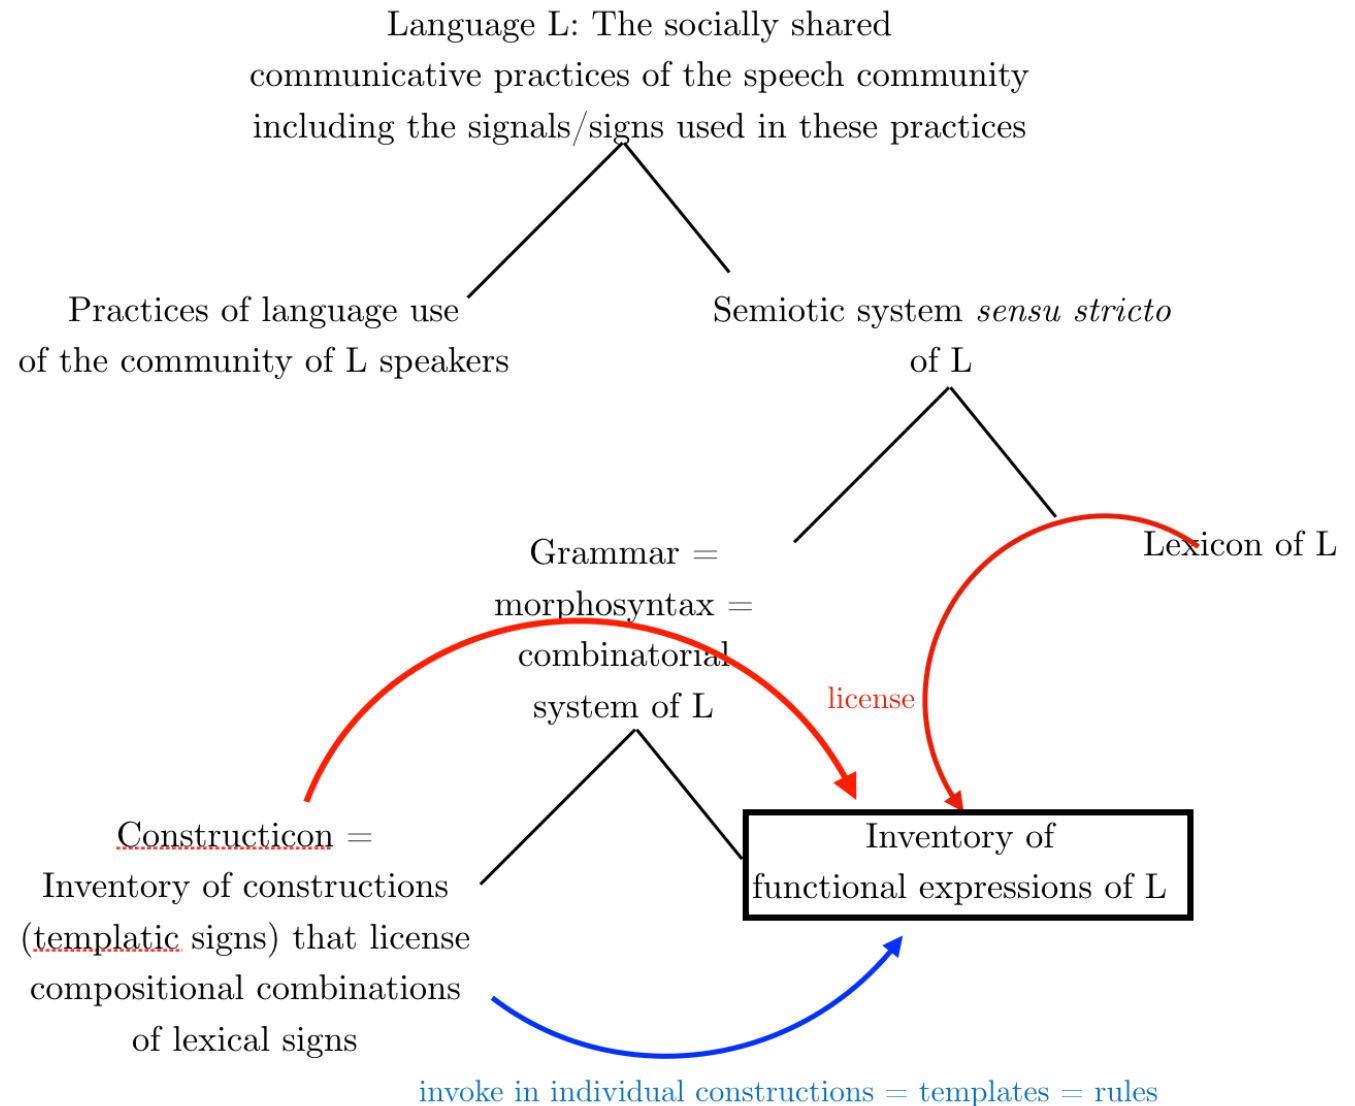 Language L: The socially shared
communicative practices of the speech community
including the signals/signs used in these practices
Practices of language use
of the community of L speakers
Semiotic system sensu stricto
of L
Grammar =
morphosyntax =
combinatorial
system of L
Lexicon of L
license
Constructicon =
Inventory of constructions
(templatic signs) that license
compositional combinations
of lexical signs
Inventory of
functional expressions of L
invoke in individual constructions = templates = rules